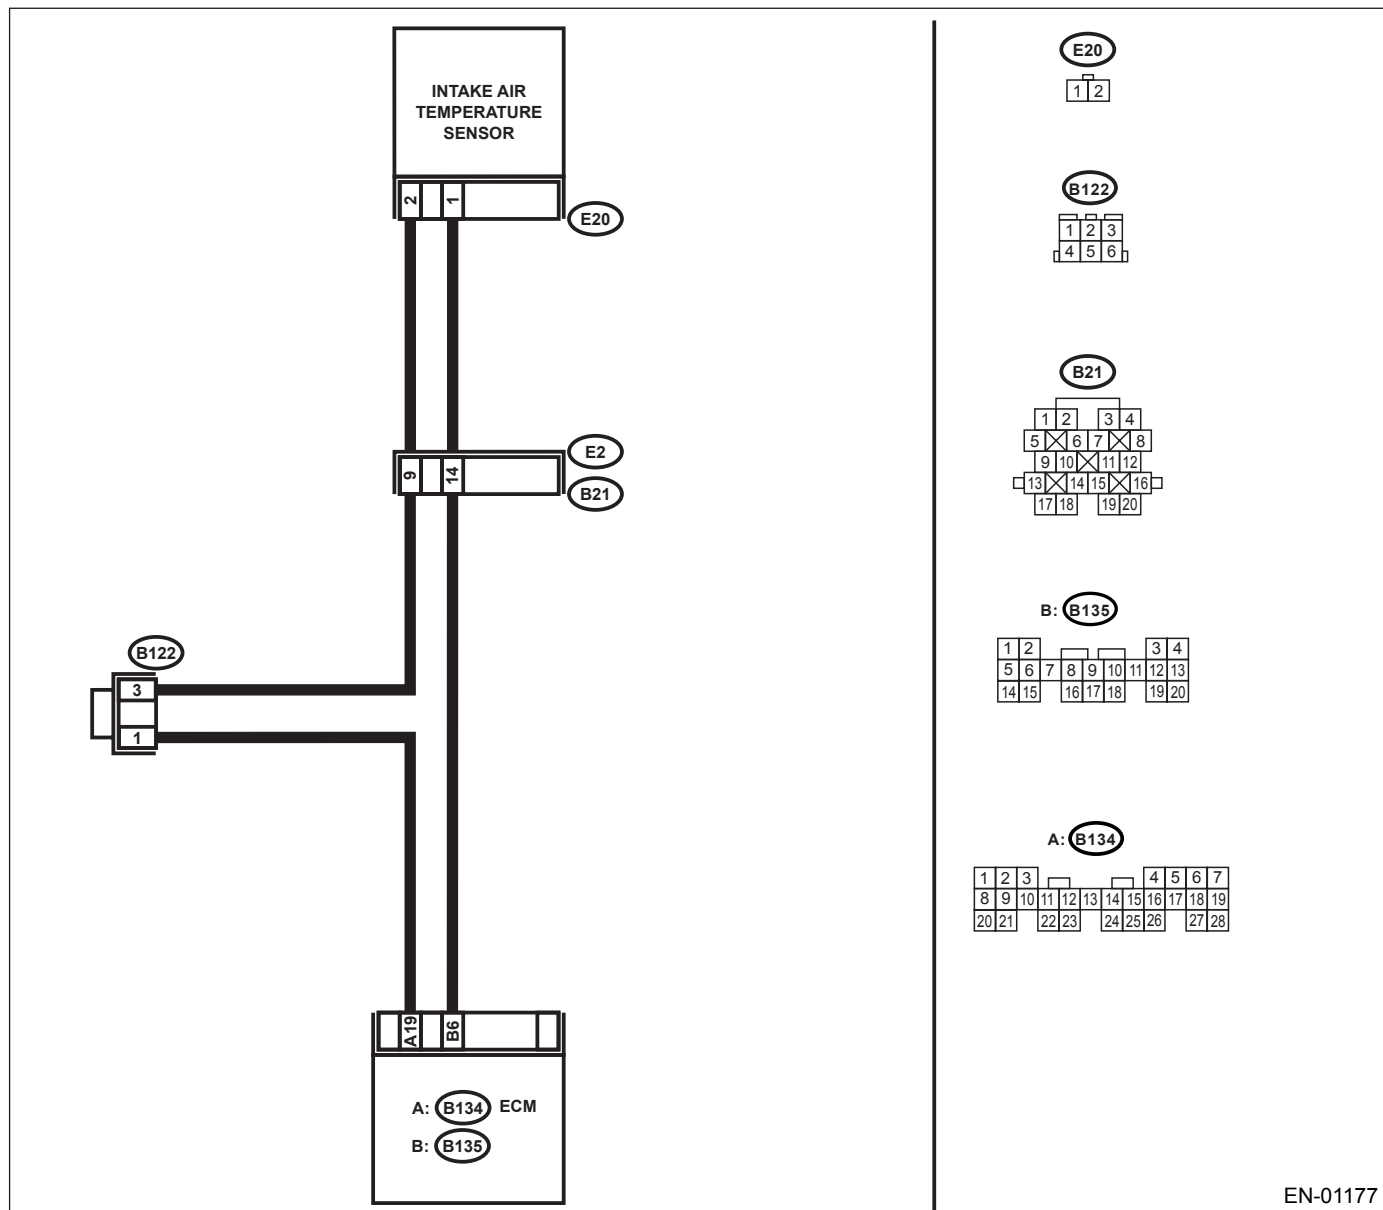 INTAKE AIR
TEMPERATURE
SENSOR
2 1
E20
E2
9 14
B21
B122
3
1
A19 B6
A: B134 ECM
B: B135
E20
1 2
B122
1 2 3
4 5 6
B21
1 2 3 4
5 6 7 8
9 10 11 12
13 14 15 16
17 18 19 20
B: B135
1 2 3 4
5 6 7 8 9 10 11 12 13
14 15 16 17 18 19 20
A: B134
1 2 3 4 5 6 7
8 9 10 11 12 13 14 15 16 17 18 19
20 21 22 23 24 25 26 27 28
EN-01177